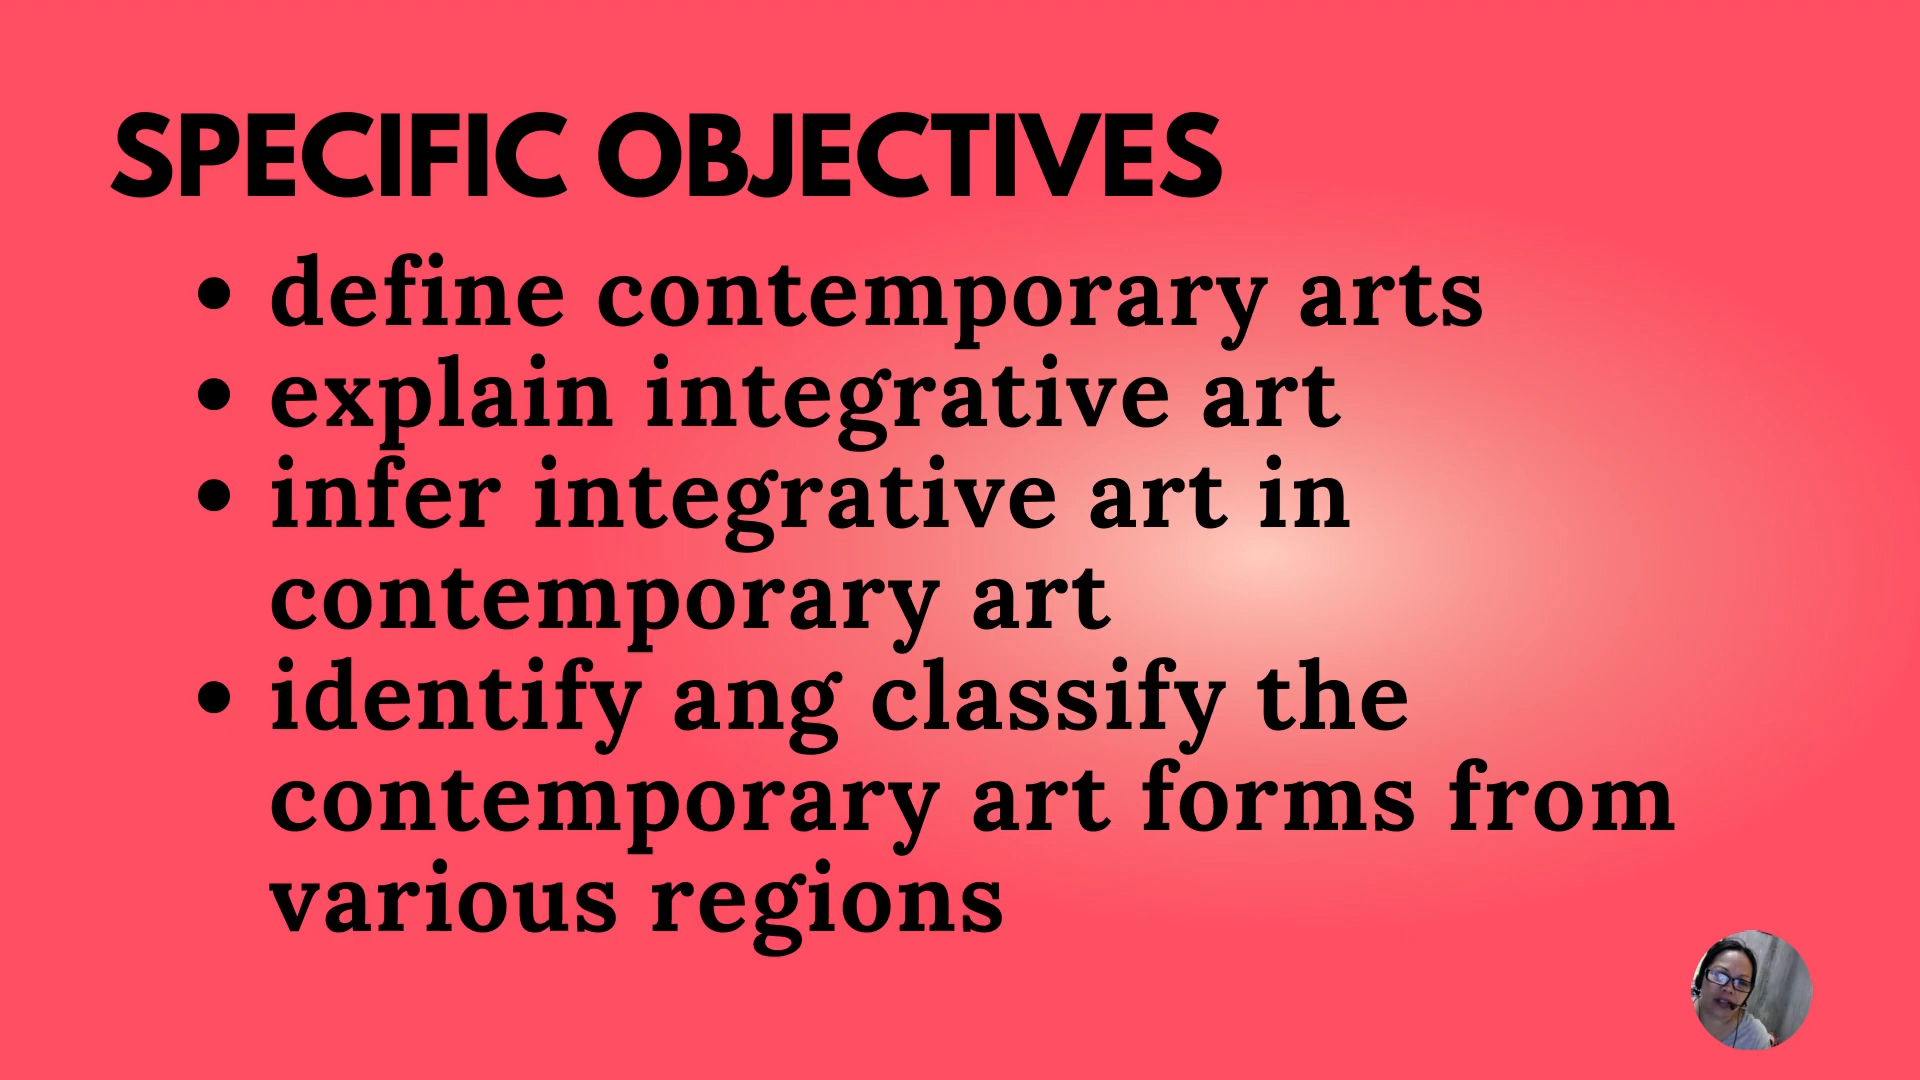 SPECIFIC OBJECTIVES
• define contemporary arts
• explain integrative art
• infer integrative art in
contemporary art
• identify ang classify the
contemporary art forms from
various regions